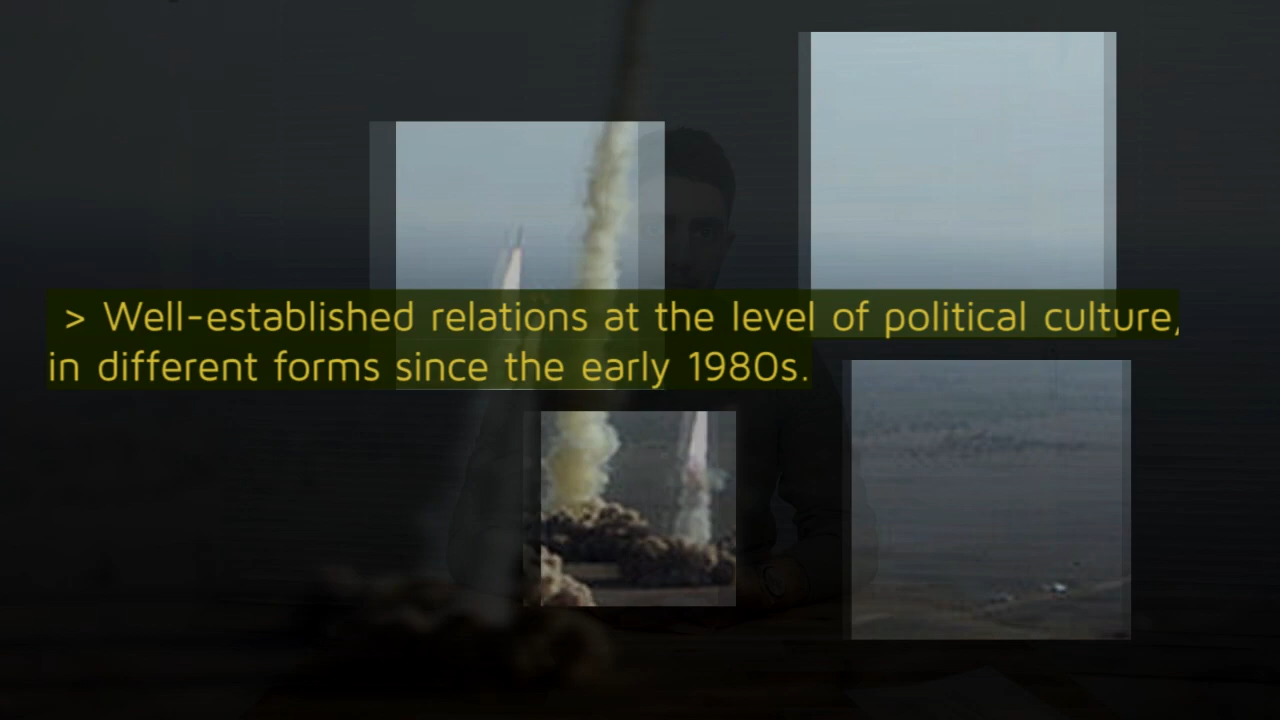 > Well-established relations at the level of political culture,
in different forms since the early 1980s.